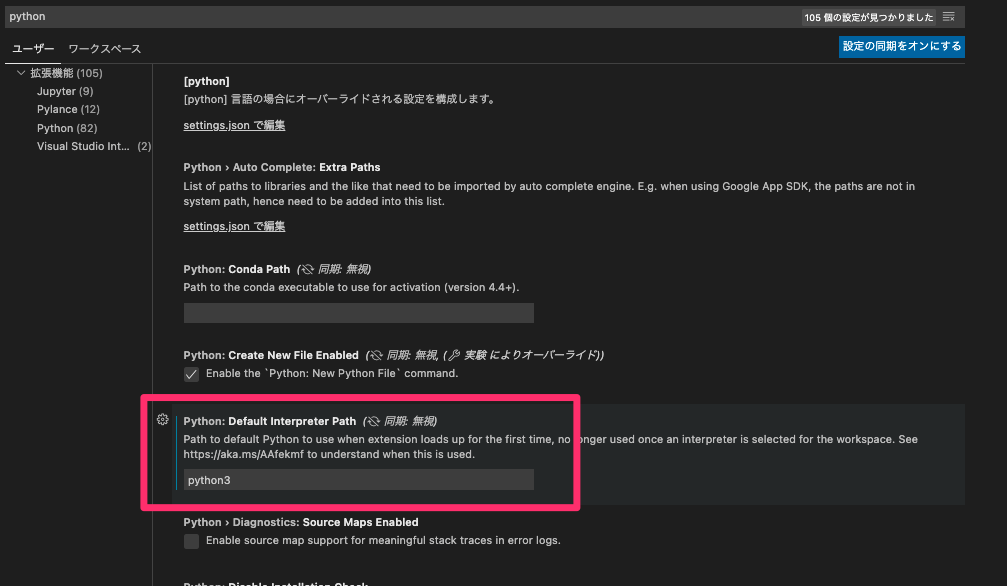 python
105 個の設定が見つかりました
ユーザー ワークスペース
設定の同期をオンにする
拡張機能 (105)
Jupyter (9)
Pylance (12)
Python (82)
Visual Studio Int... (2)
[python]
[python] 言語の場合にオーバーライドされる設定を構成します。
settings.json で編集
Python › Auto Complete: Extra Paths
List of paths to libraries and the like that need to be imported by auto complete engine. E.g. when using Google App SDK, the paths are not in
system path, hence need to be added into this list.
settings.json で編集
Python: Conda Path (同期: 無視)
Path to the conda executable to use for activation (version 4.4+).
Python: Create New File Enabled (同期: 無視, (実験 によりオーバーライド))
Enable the `Python: New Python File` command.
Python: Default Interpreter Path (同期: 無視)
Path to default Python to use when extension loads up for the first time, no longer used once an interpreter is selected for the workspace. See
https://aka.ms/AAfekmf to understand when this is used.
python3
Python › Diagnostics: Source Maps Enabled
Enable source map support for meaningful stack traces in error logs.
Python: Disable Installation Check